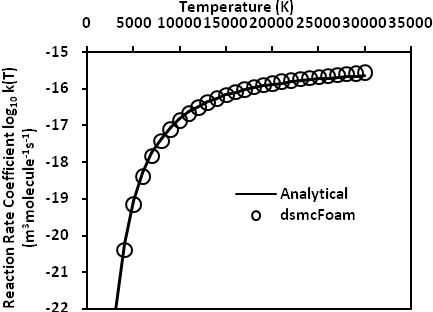 Temperature (K)
0 5000 10000 15000 20000 25000 30000 35000
-15
-16
-17
-18
-19
-20
-21
-22
Reaction Rate Coefficient log10 k(T)
(m³molecule⁻¹s⁻¹)
Analytical
dsmcFoam